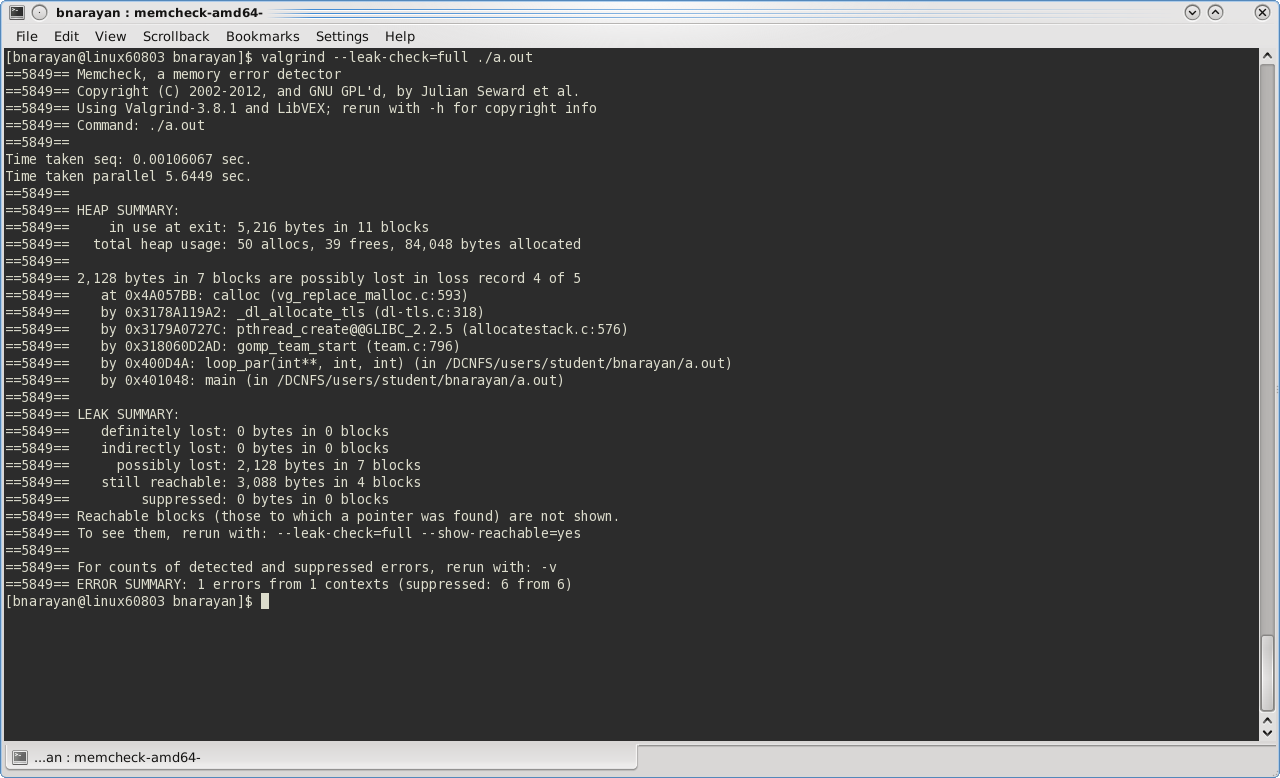 bnarayan : memcheck-amd64-
File Edit View Scrollback Bookmarks Settings Help
[bnarayan@linux60803 bnarayan]$ valgrind --leak-check=full ./a.out
==5849== Memcheck, a memory error detector
==5849== Copyright (C) 2002-2012, and GNU GPL'd, by Julian Seward et al.
==5849== Using Valgrind-3.8.1 and LibVEX; rerun with -h for copyright info
==5849== Command: ./a.out
==5849==
Time taken seq: 0.00106067 sec.
Time taken parallel 5.6449 sec.
==5849==
==5849== HEAP SUMMARY:
==5849==     in use at exit: 5,216 bytes in 11 blocks
==5849==   total heap usage: 50 allocs, 39 frees, 84,048 bytes allocated
==5849==
==5849== 2,128 bytes in 7 blocks are possibly lost in loss record 4 of 5
==5849==    at 0x4A057BB: calloc (vg_replace_malloc.c:593)
==5849==    by 0x3178A119A2: _dl_allocate_tls (dl-tls.c:318)
==5849==    by 0x3179A0727C: pthread_create@@GLIBC_2.2.5 (allocatestack.c:576)
==5849==    by 0x318060D2AD: gomp_team_start (team.c:796)
==5849==    by 0x400D4A: loop_par(int**, int, int) (in /DCNFS/users/student/bnarayan/a.out)
==5849==    by 0x401048: main (in /DCNFS/users/student/bnarayan/a.out)
==5849==
==5849== LEAK SUMMARY:
==5849==    definitely lost: 0 bytes in 0 blocks
==5849==    indirectly lost: 0 bytes in 0 blocks
==5849==      possibly lost: 2,128 bytes in 7 blocks
==5849==    still reachable: 3,088 bytes in 4 blocks
==5849==         suppressed: 0 bytes in 0 blocks
==5849== Reachable blocks (those to which a pointer was found) are not shown.
==5849== To see them, rerun with: --leak-check=full --show-reachable=yes
==5849==
==5849== For counts of detected and suppressed errors, rerun with: -v
==5849== ERROR SUMMARY: 1 errors from 1 contexts (suppressed: 6 from 6)
[bnarayan@linux60803 bnarayan]$
...an : memcheck-amd64-